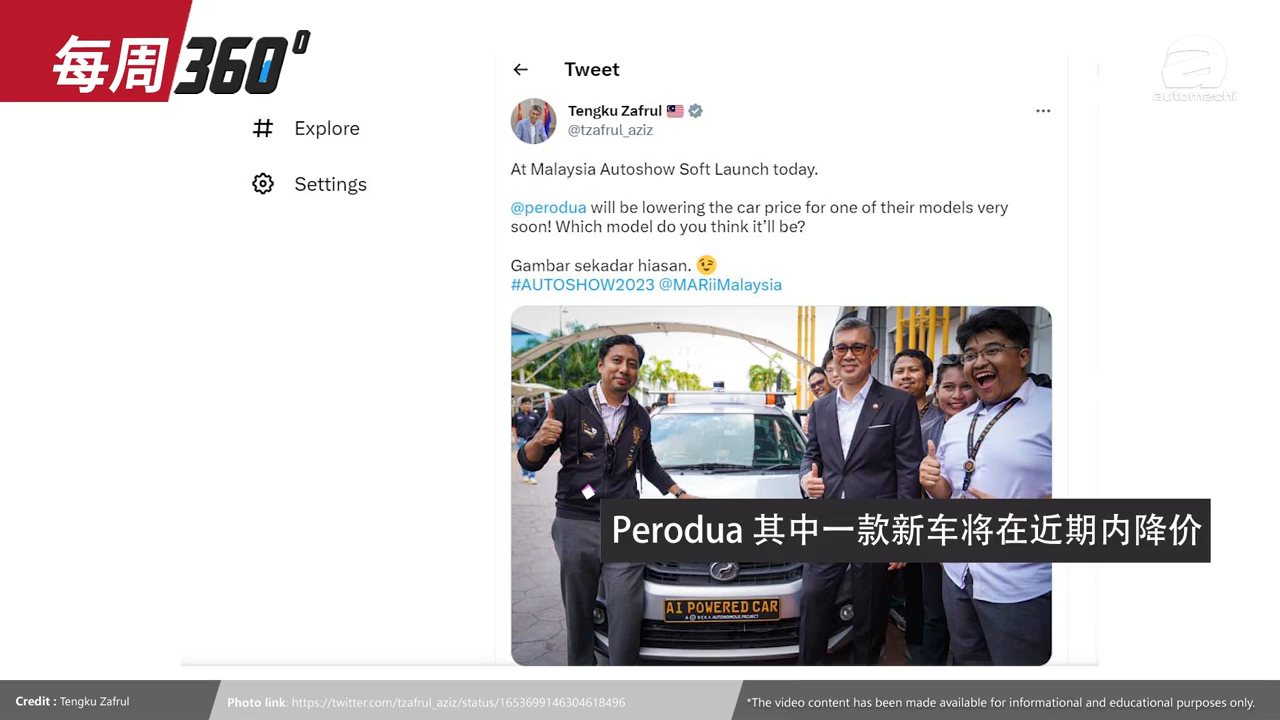 每周360°
automeshi
Tweet
Explore
Settings
Tengku Zafrul
@tzafrul_aziz
At Malaysia Autoshow Soft Launch today.
@perodua will be lowering the car price for one of their models very
soon! Which model do you think it'll be?
Gambar sekadar hiasan. 😉
#AUTOSHOW2023 @MARiiMalaysia
Perodua 其中一款新车将在近期内降价
AI POWERED CAR
A REKA AUTONOMOUS PROJECT
Credit : Tengku Zafrul
Photo link: https://twitter.com/tzafrul_aziz/status/1653699146304618496
*The video content has been made available for informational and educational purposes only.